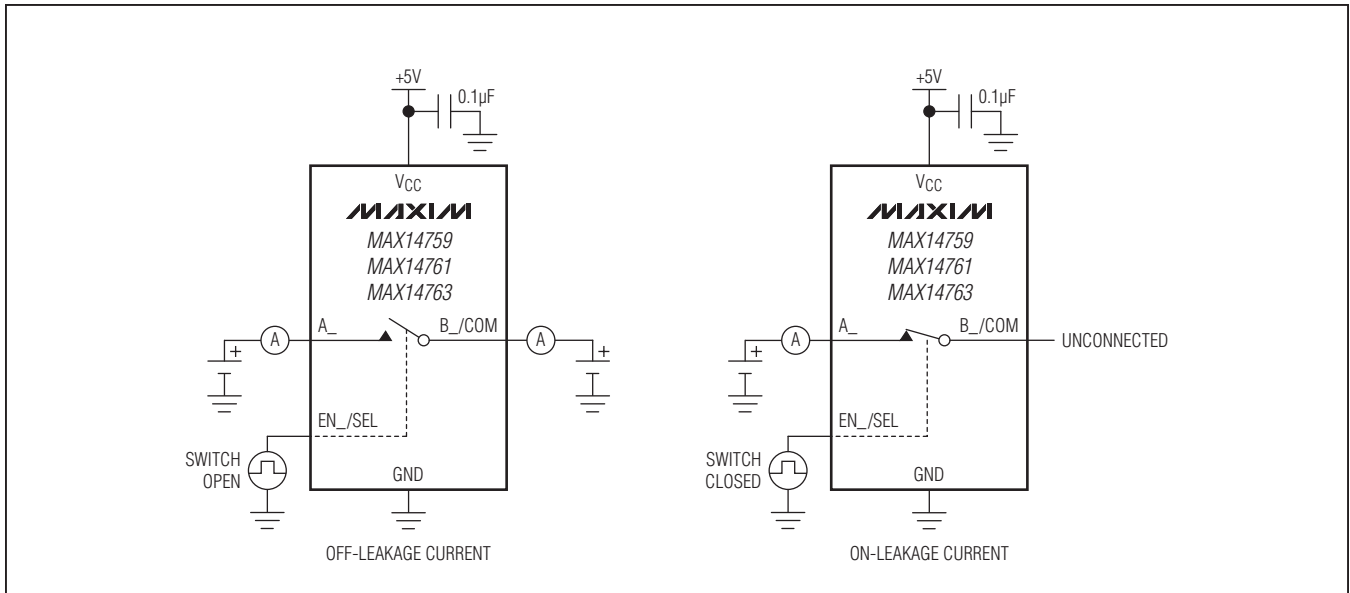 +5V
0.1µF
VCC
MAXIM
MAX14759
MAX14761
MAX14763
A_
B_/COM
A
A
+
+
EN_/SEL
SWITCH
OPEN
GND
OFF-LEAKAGE CURRENT
+5V
0.1µF
VCC
MAXIM
MAX14759
MAX14761
MAX14763
A_
B_/COM
A
UNCONNECTED
+
EN_/SEL
SWITCH
CLOSED
GND
ON-LEAKAGE CURRENT